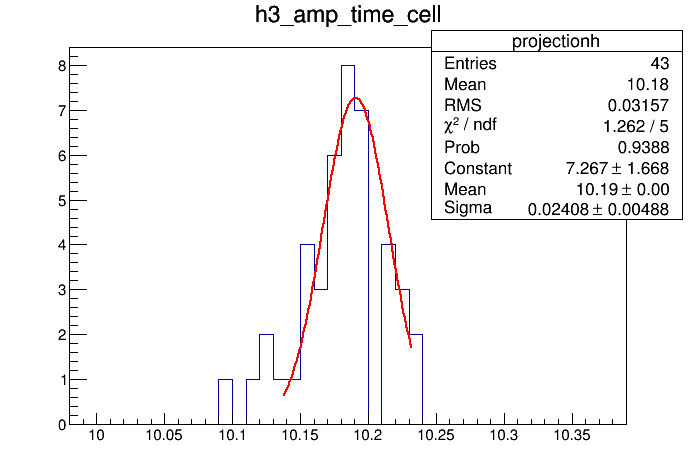 h3_amp_time_cell
projectionh
Entries 43
Mean 10.18
RMS 0.03157
χ² / ndf 1.262 / 5
Prob 0.9388
Constant 7.267 ± 1.668
Mean 10.19 ± 0.00
Sigma 0.02408 ± 0.00488
8
7
6
5
4
3
2
1
0
10 10.05 10.1 10.15 10.2 10.25 10.3 10.35